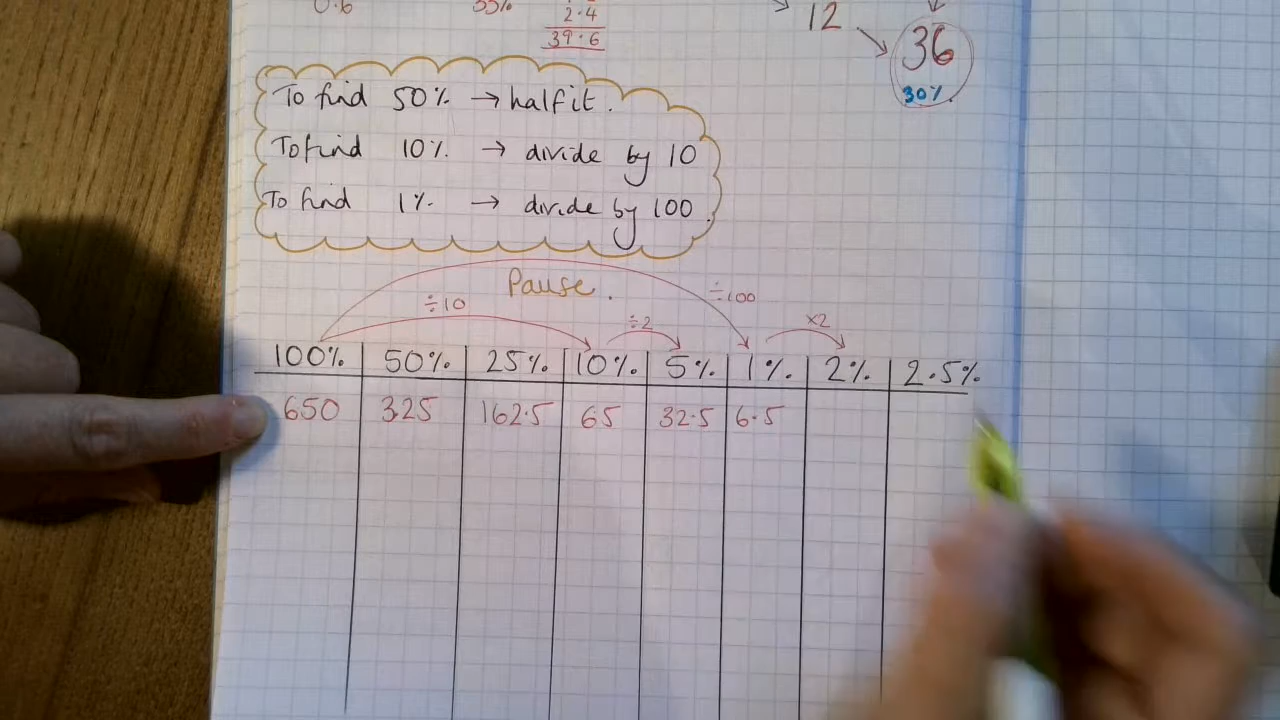 0.6 33% 2.4 12 36
39.6 30%.
To find 50% → half it.
To find 10% → divide by 10
To find 1% → divide by 100.
Pause.
÷10 ÷2 ÷100 ×2
100% 50% 25% 10% 5% 1% 2% 2.5%
650 325 162.5 65 32.5 6.5